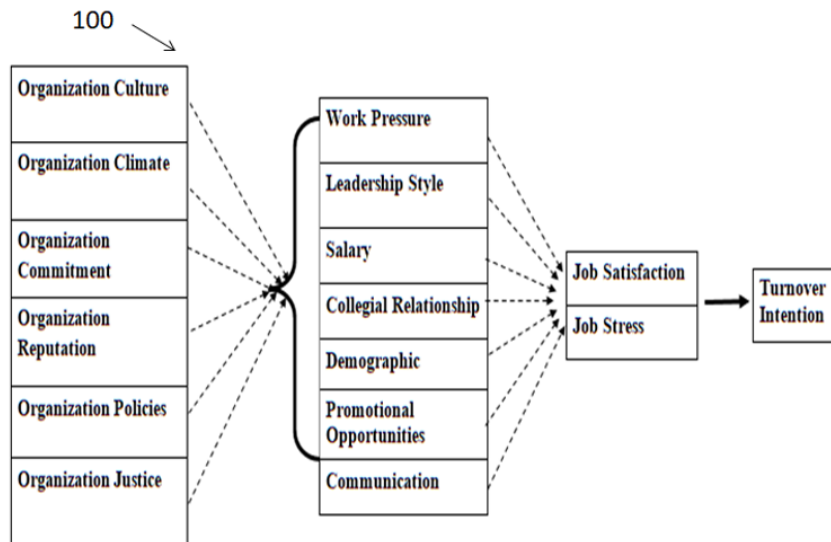 100
Organization Culture
Organization Climate
Organization
Commitment
Organization
Reputation
Organization Policies
Organization Justice
Work Pressure
Leadership Style
Salary
Collegial Relationship
Demographic
Promotional
Opportunities
Communication
Job Satisfaction
Job Stress
Turnover
Intention